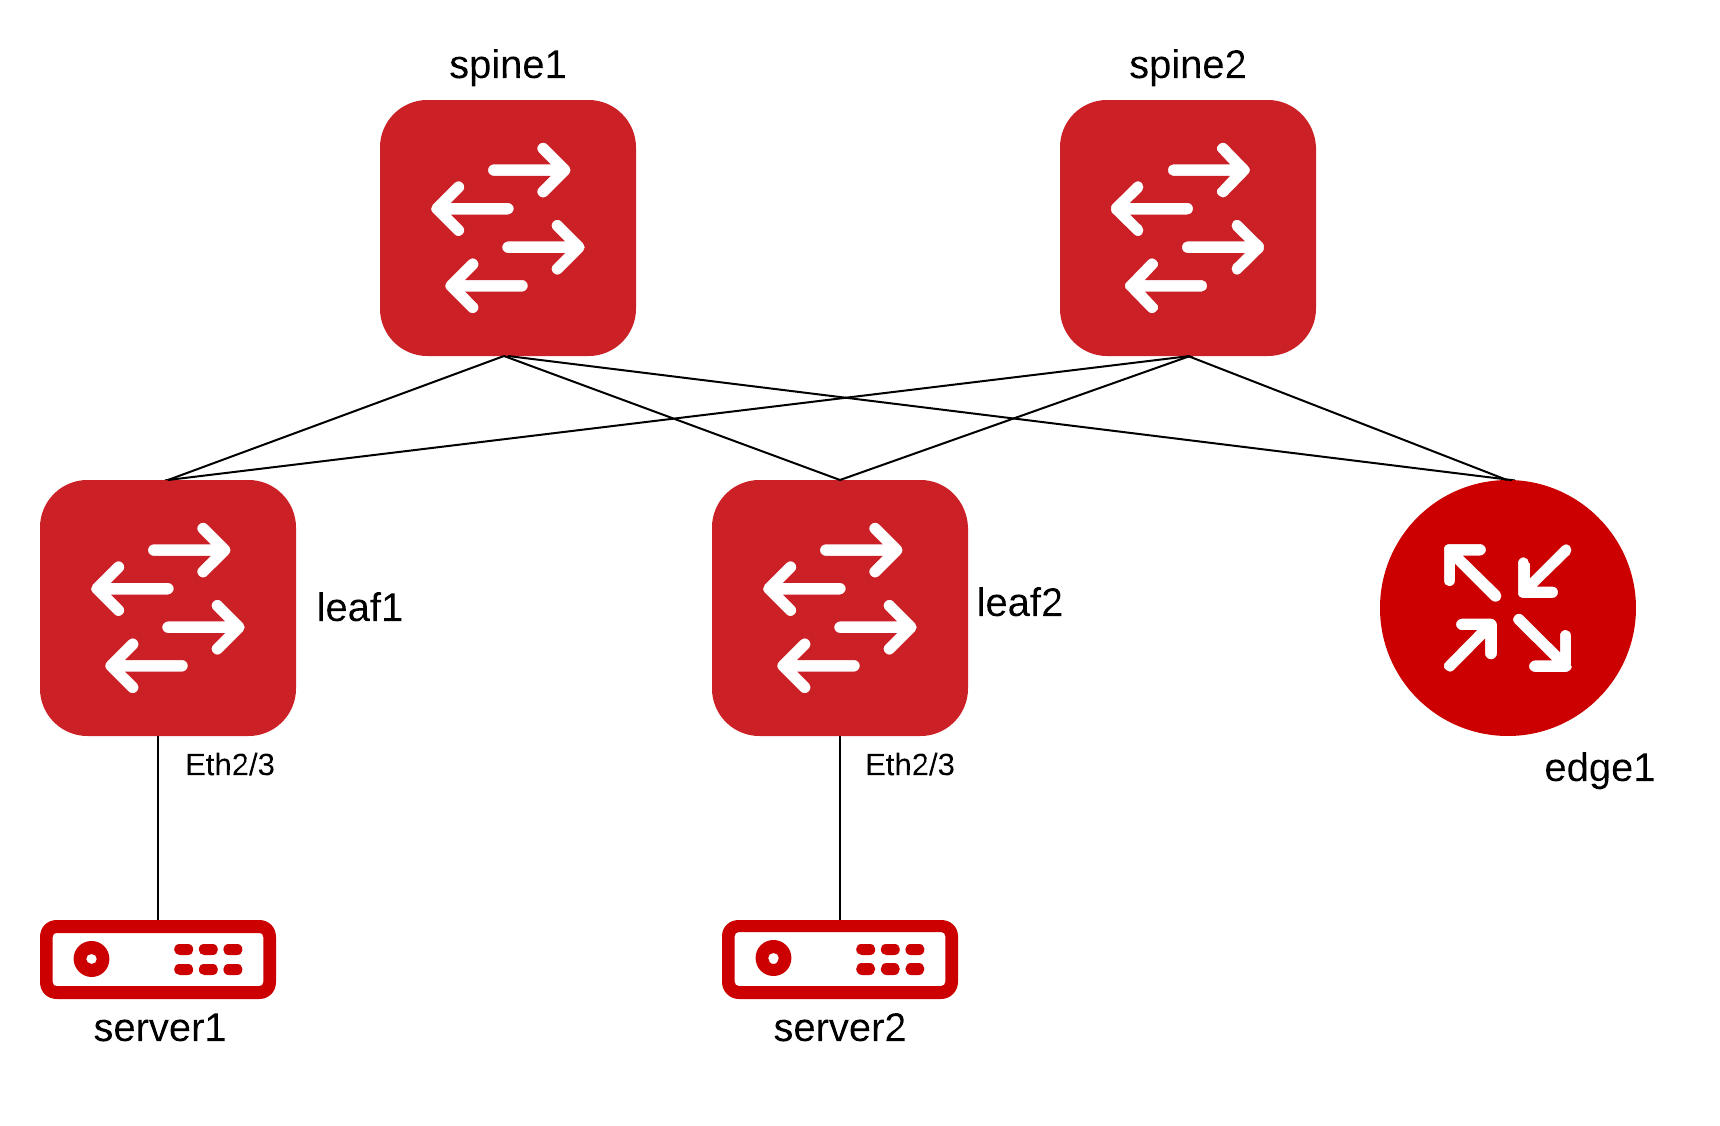 spine1
spine2
leaf1
leaf2
Eth2/3
Eth2/3
edge1
server1
server2